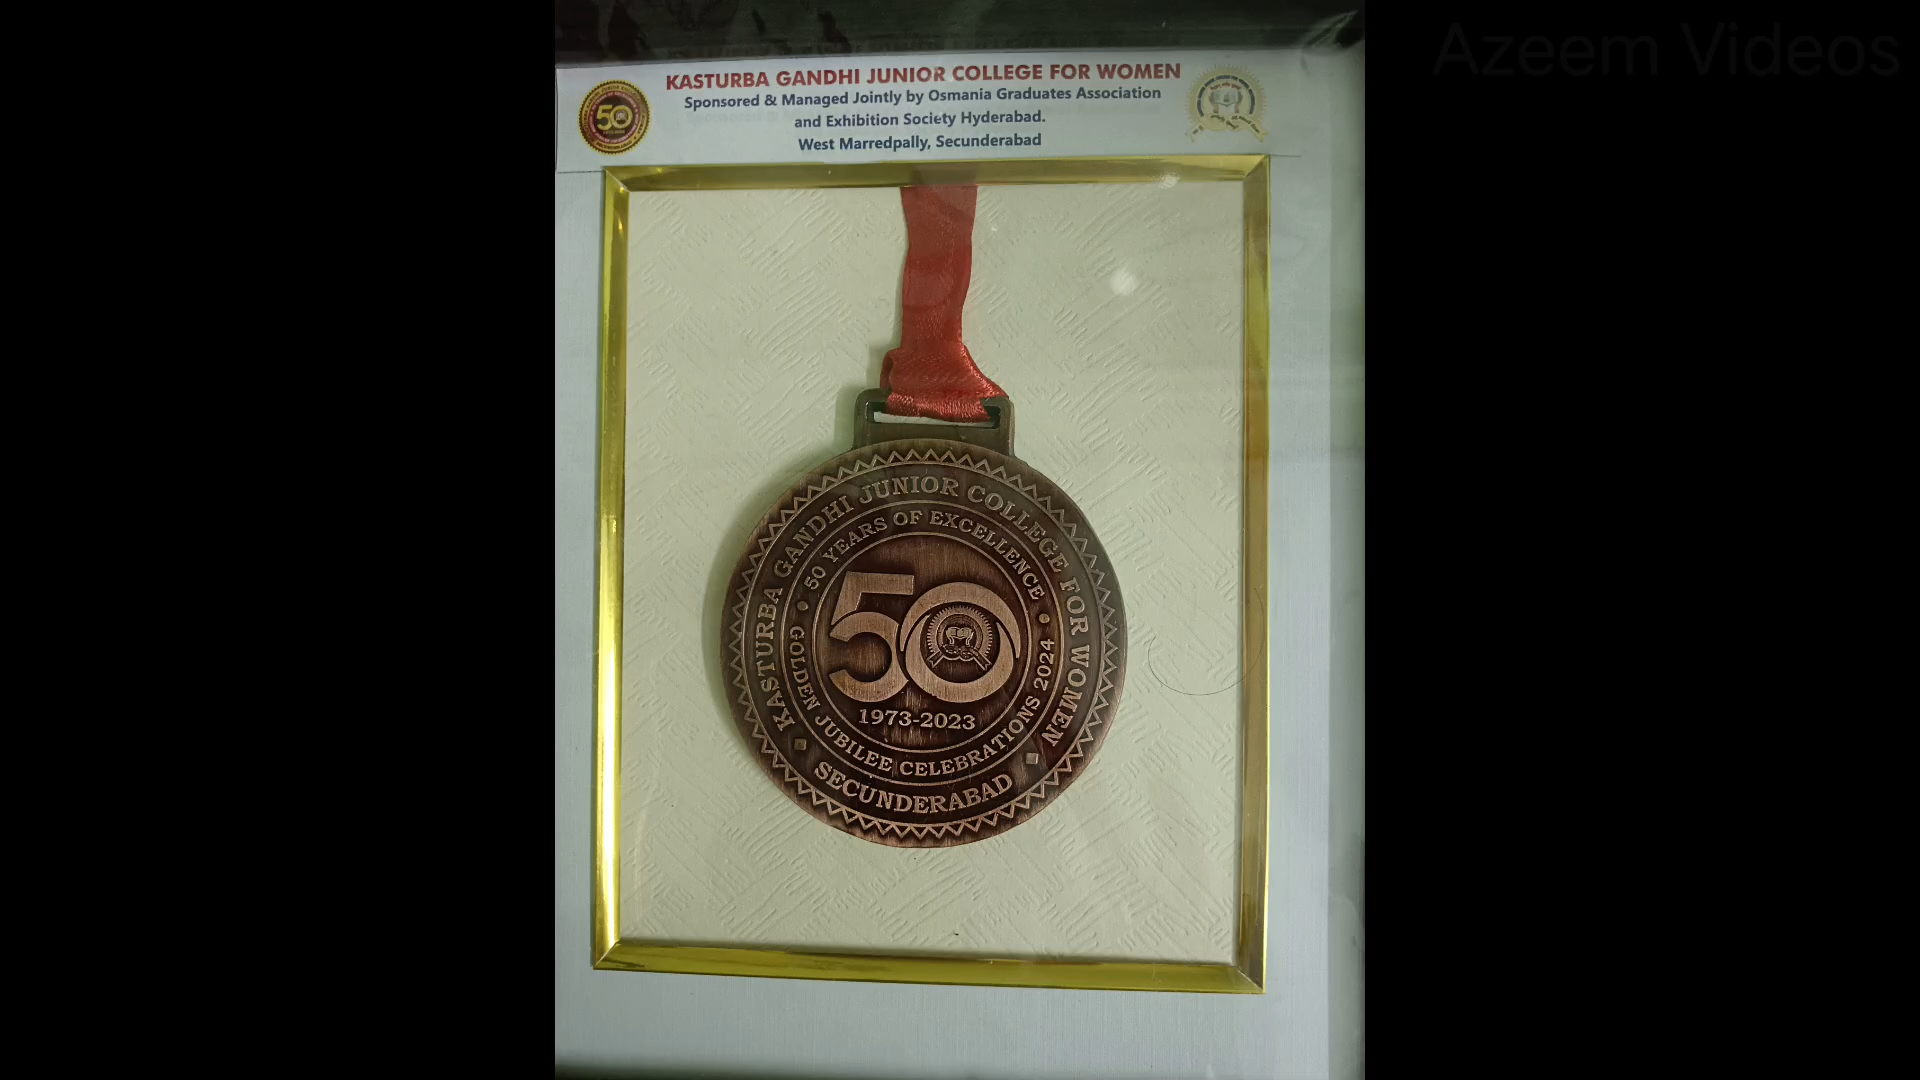 Azeem Videos
KASTURBA GANDHI JUNIOR COLLEGE FOR WOMEN
Sponsored & Managed Jointly by Osmania Graduates Association
and Exhibition Society Hyderabad.
West Marredpally, Secunderabad
50
KASTURBA GANDHI JUNIOR COLLEGE FOR WOMEN
50 YEARS OF EXCELLENCE
50
1973-2023
GOLDEN JUBILEE CELEBRATIONS 2024
SECUNDERABAD